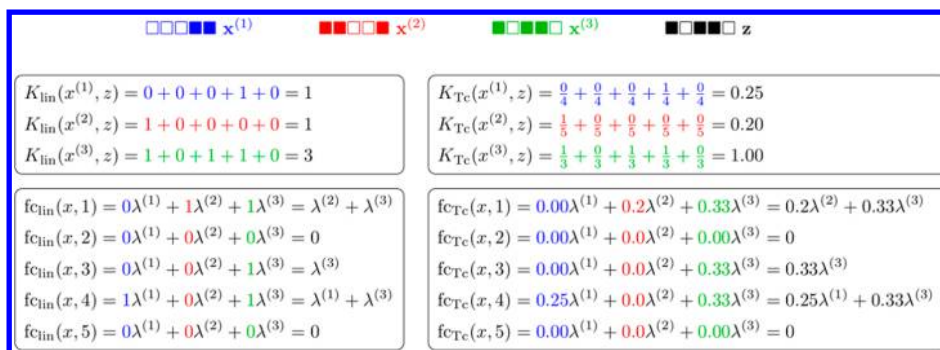 □□□■■ x⁽¹⁾ ■■□□■ x⁽²⁾ ■□■■□ x⁽³⁾ ■□■■□ z
K_lin(x⁽¹⁾, z) = 0 + 0 + 0 + 1 + 0 = 1
K_lin(x⁽²⁾, z) = 1 + 0 + 0 + 0 + 0 = 1
K_lin(x⁽³⁾, z) = 1 + 0 + 1 + 1 + 0 = 3
K_Tc(x⁽¹⁾, z) = 0/4 + 0/4 + 0/4 + 1/4 + 0/4 = 0.25
K_Tc(x⁽²⁾, z) = 1/5 + 0/5 + 0/5 + 0/5 + 0/5 = 0.20
K_Tc(x⁽³⁾, z) = 1/3 + 0/3 + 1/3 + 1/3 + 0/3 = 1.00
fc_lin(x, 1) = 0λ⁽¹⁾ + 1λ⁽²⁾ + 1λ⁽³⁾ = λ⁽²⁾ + λ⁽³⁾
fc_lin(x, 2) = 0λ⁽¹⁾ + 0λ⁽²⁾ + 0λ⁽³⁾ = 0
fc_lin(x, 3) = 0λ⁽¹⁾ + 0λ⁽²⁾ + 1λ⁽³⁾ = λ⁽³⁾
fc_lin(x, 4) = 1λ⁽¹⁾ + 0λ⁽²⁾ + 1λ⁽³⁾ = λ⁽¹⁾ + λ⁽³⁾
fc_lin(x, 5) = 0λ⁽¹⁾ + 0λ⁽²⁾ + 0λ⁽³⁾ = 0
fc_Tc(x, 1) = 0.00λ⁽¹⁾ + 0.2λ⁽²⁾ + 0.33λ⁽³⁾ = 0.2λ⁽²⁾ + 0.33λ⁽³⁾
fc_Tc(x, 2) = 0.00λ⁽¹⁾ + 0.0λ⁽²⁾ + 0.00λ⁽³⁾ = 0
fc_Tc(x, 3) = 0.00λ⁽¹⁾ + 0.0λ⁽²⁾ + 0.33λ⁽³⁾ = 0.33λ⁽³⁾
fc_Tc(x, 4) = 0.25λ⁽¹⁾ + 0.0λ⁽²⁾ + 0.33λ⁽³⁾ = 0.25λ⁽¹⁾ + 0.33λ⁽³⁾
fc_Tc(x, 5) = 0.00λ⁽¹⁾ + 0.0λ⁽²⁾ + 0.00λ⁽³⁾ = 0